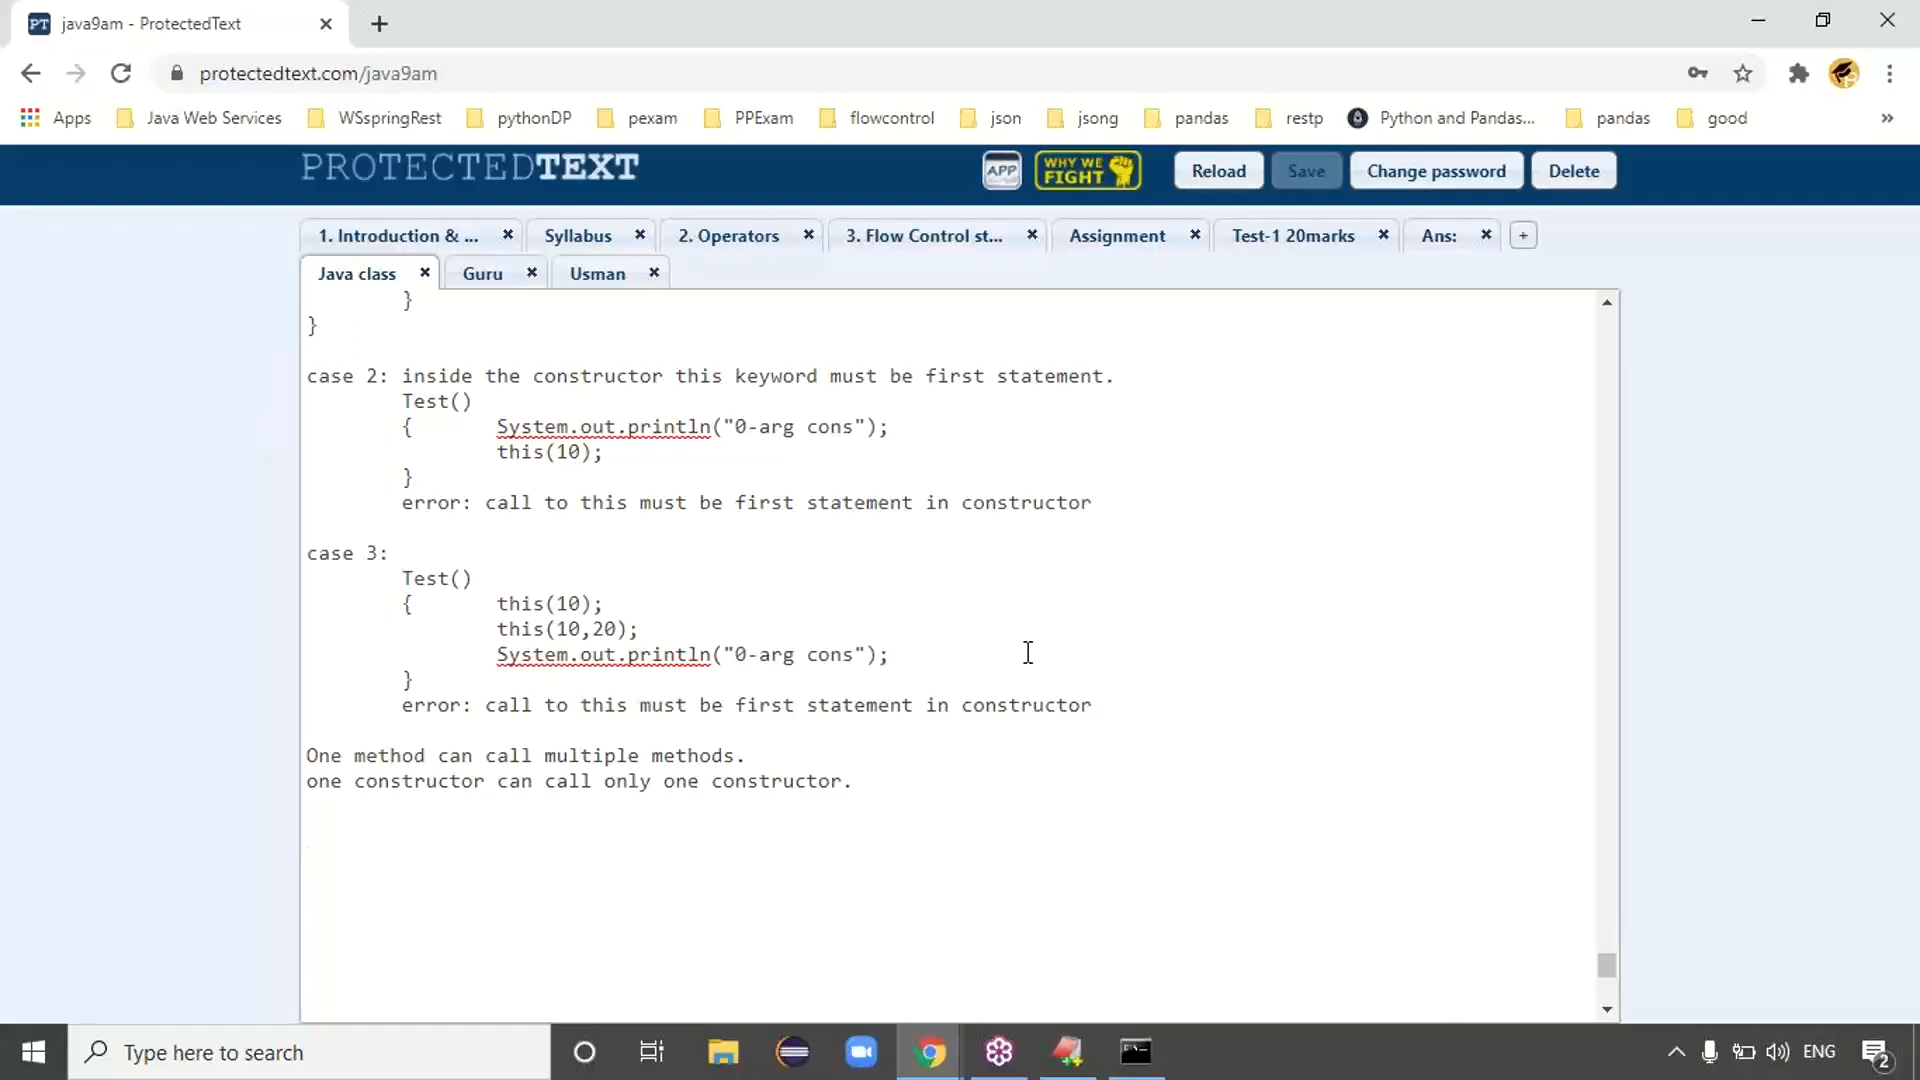 java9am - ProtectedText
protectedtext.com/java9am
Apps Java Web Services WSspringRest pythonDP pexam PPExam flowcontrol json jsong pandas restp Python and Pandas... pandas good »
PROTECTEDTEXT APP WHY WE FIGHT Reload Save Change password Delete
1. Introduction & ... Syllabus 2. Operators 3. Flow Control st... Assignment Test-1 20marks Ans: +
Java class Guru Usman
}
}
case 2: inside the constructor this keyword must be first statement.
Test()
{ System.out.println("0-arg cons");
this(10);
}
error: call to this must be first statement in constructor
case 3:
Test()
{ this(10);
this(10,20);
System.out.println("0-arg cons");
}
error: call to this must be first statement in constructor
One method can call multiple methods.
one constructor can call only one constructor.
Type here to search ENG 2